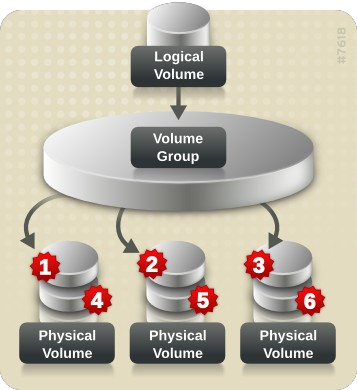 #7618
Logical
Volume
Volume
Group
1
2
3
4
5
6
Physical
Volume
Physical
Volume
Physical
Volume